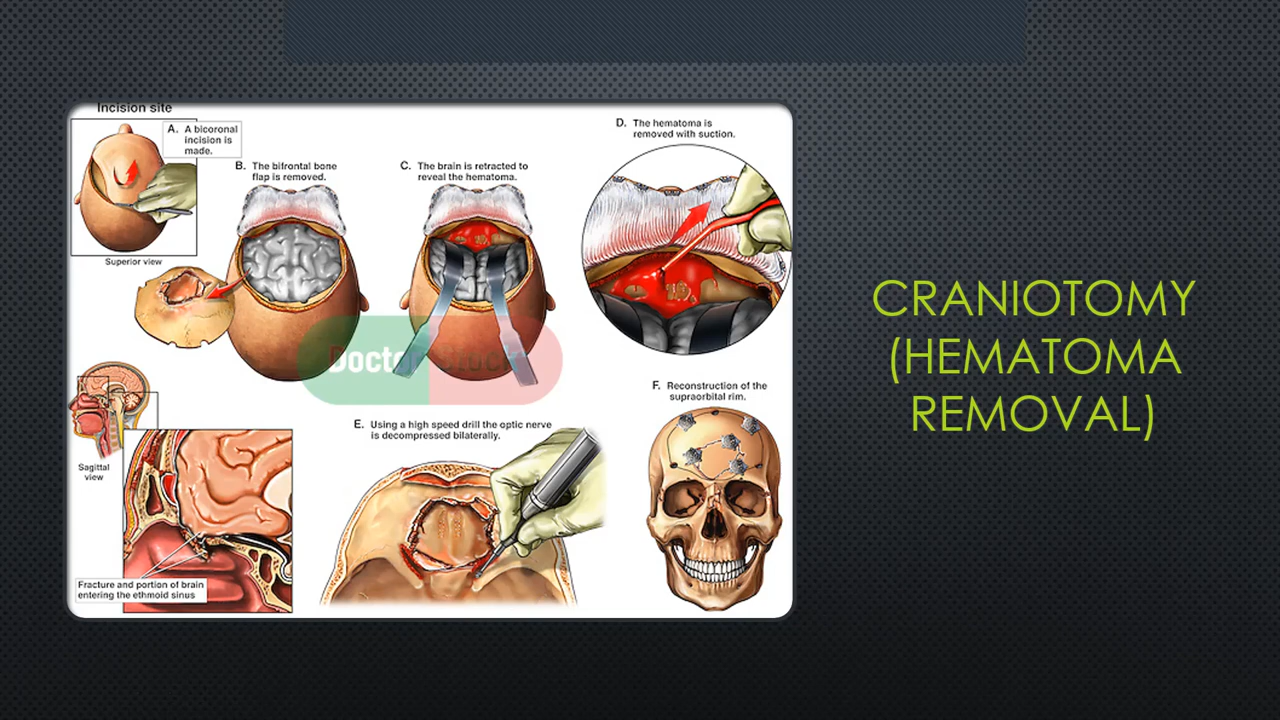 Incision site
A. A bicoronal
incision is
made.
Superior view
B. The bifrontal bone
flap is removed.
C. The brain is retracted to
reveal the hematoma.
D. The hematoma is
removed with suction.
Sagittal
view
Fracture and portion of brain
entering the ethmoid sinus
E. Using a high speed drill the optic nerve
is decompressed bilaterally.
F. Reconstruction of the
supraorbital rim.
Doctor Stock
CRANIOTOMY
(HEMATOMA
REMOVAL)